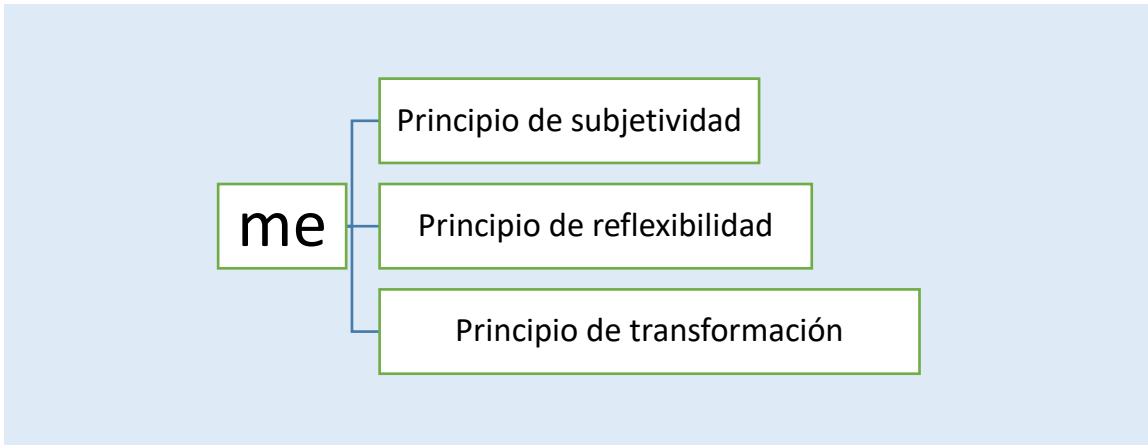 Principio de subjetividad
me
Principio de reflexibilidad
Principio de transformación